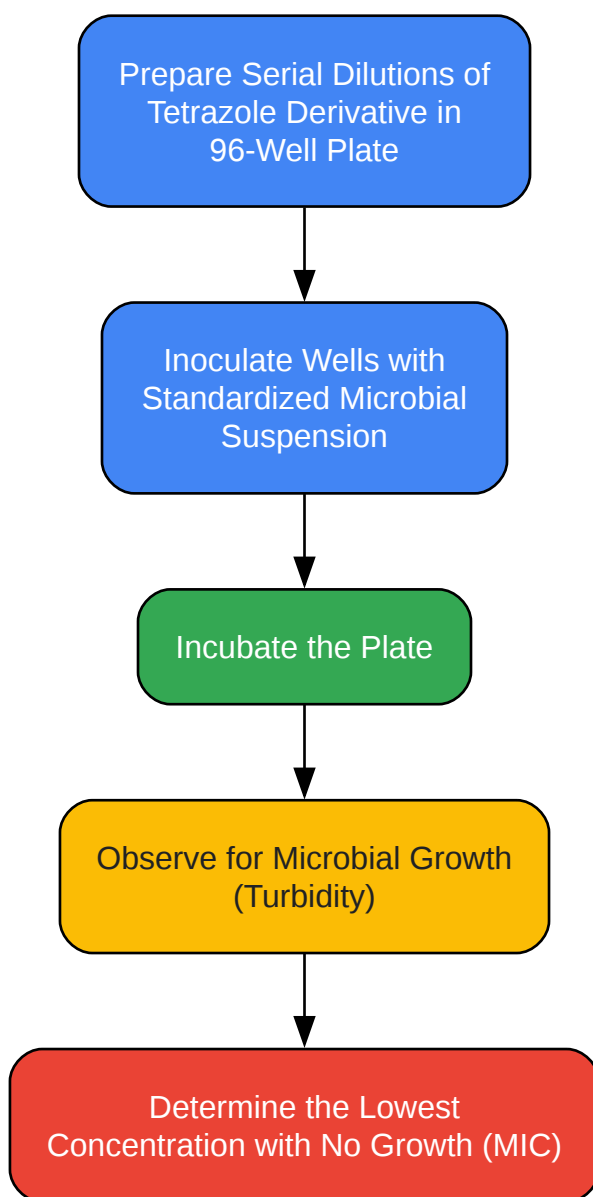 Prepare Serial Dilutions of
Tetrazole Derivative in
96-Well Plate
Inoculate Wells with
Standardized Microbial
Suspension
Incubate the Plate
Observe for Microbial Growth
(Turbidity)
Determine the Lowest
Concentration with No Growth (MIC)